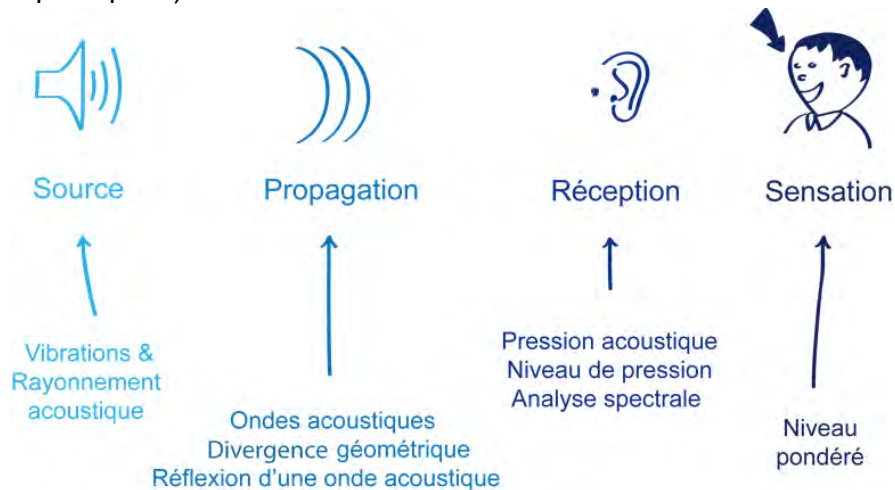 Source
Propagation
Réception
Sensation
Vibrations &
Rayonnement
acoustique
Ondes acoustiques
Divergence géométrique
Réflexion d'une onde acoustique
Pression acoustique
Niveau de pression
Analyse spectrale
Niveau
pondéré